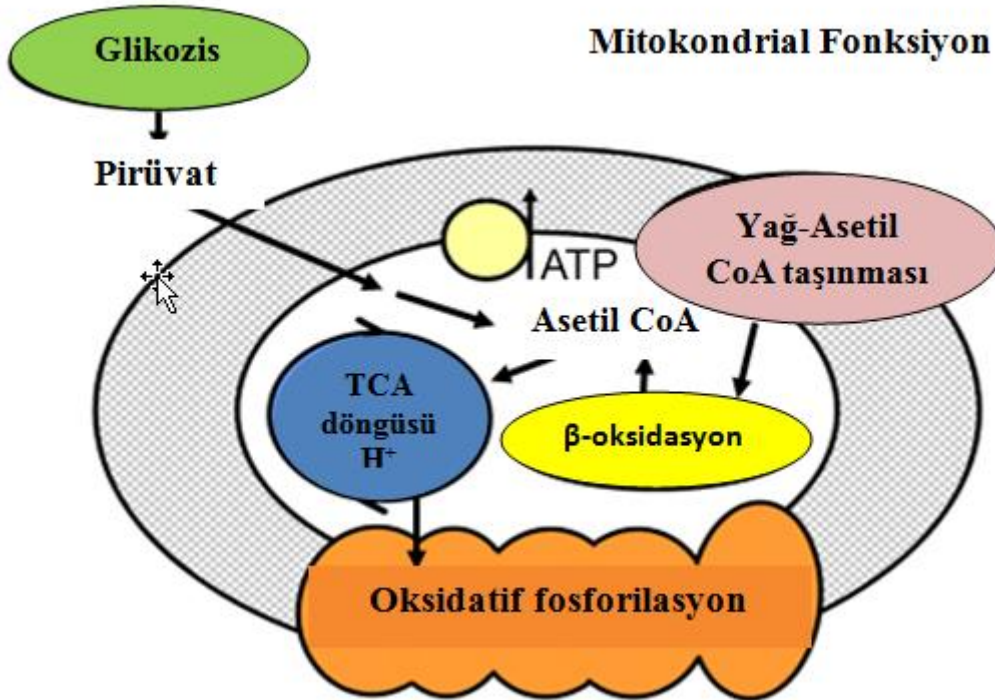 Glikozis
Mitokondrial Fonksiyon
Pirüvat
Yağ-Asetil
CoA taşınması
ATP
Asetil CoA
TCA
döngüsü
H⁺
β-oksidasyon
Oksidatif fosforilasyon